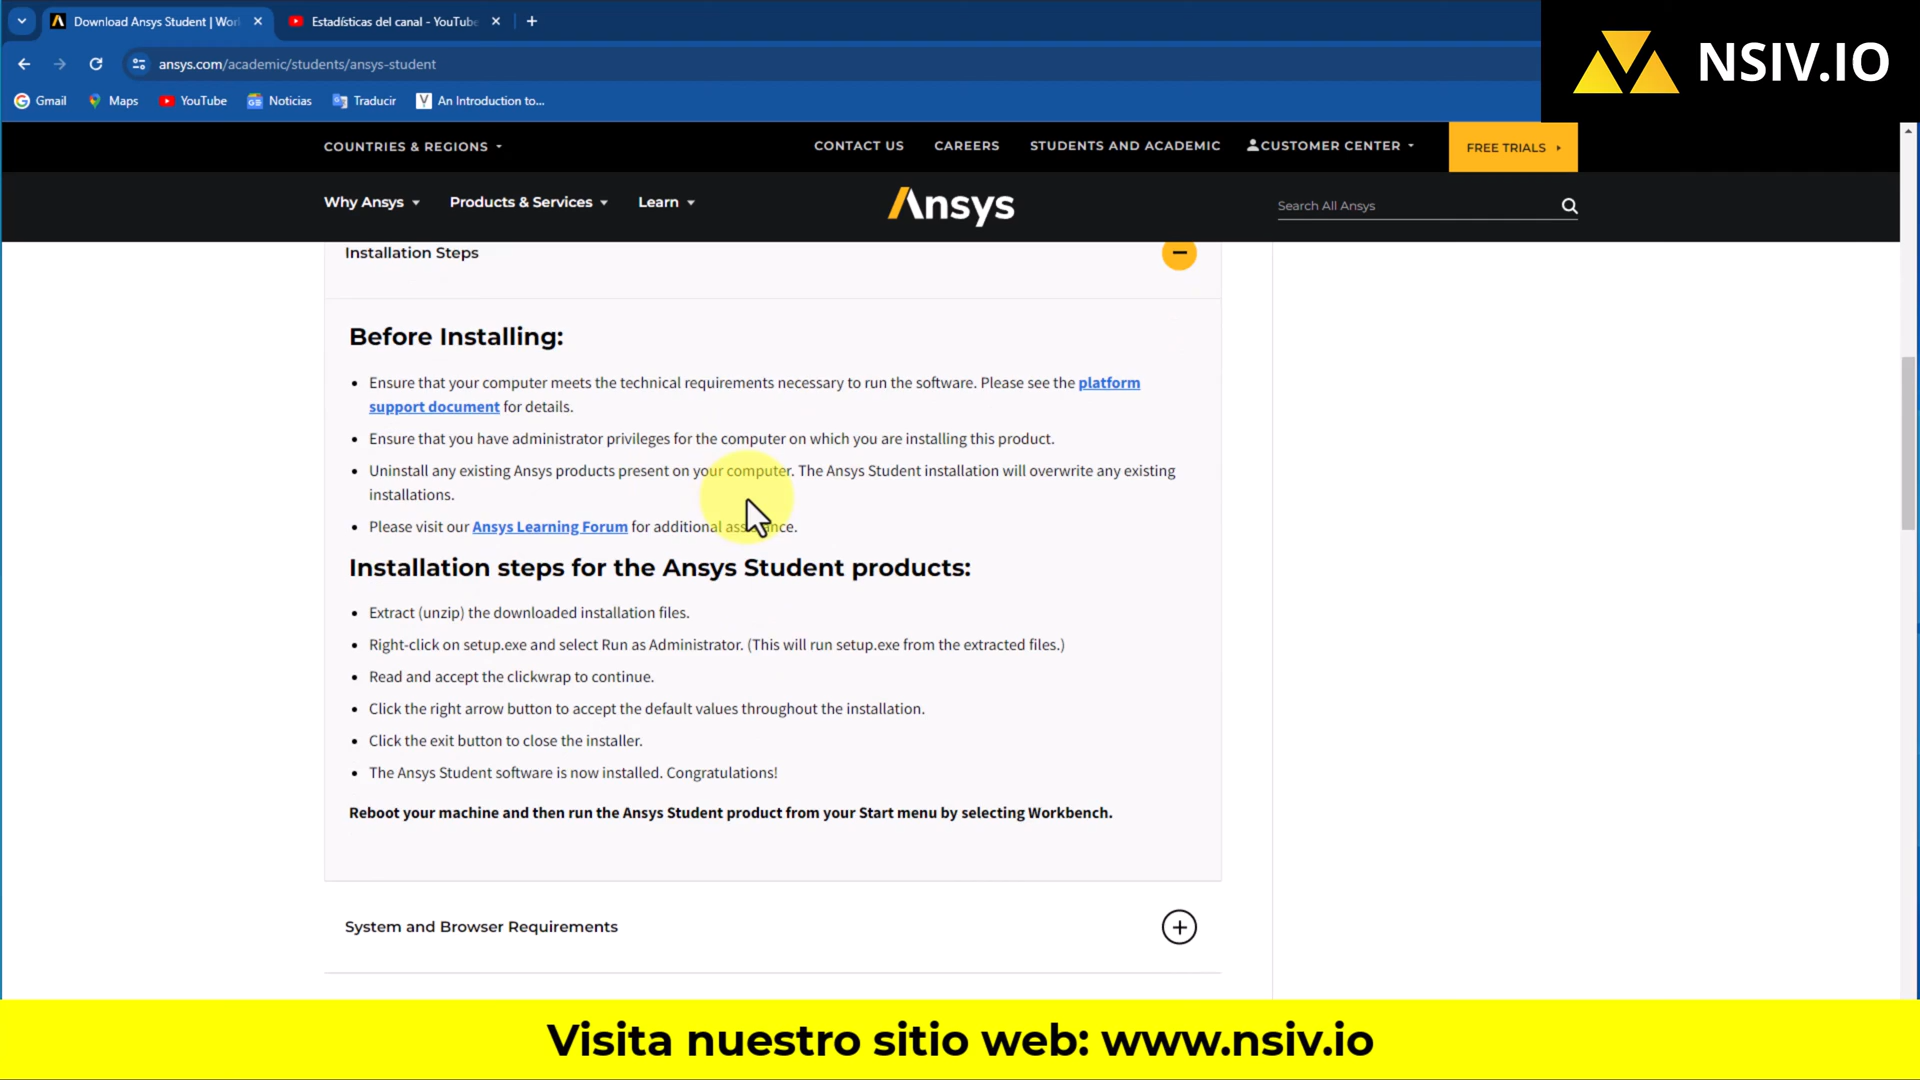 Download Ansys Student | Wor
Estadísticas del canal - YouTube
NSIV.IO
ansys.com/academic/students/ansys-student
Gmail
Maps
YouTube
Noticias
Traducir
An Introduction to...
COUNTRIES & REGIONS
CONTACT US
CAREERS
STUDENTS AND ACADEMIC
CUSTOMER CENTER
FREE TRIALS
Why Ansys
Products & Services
Learn
Ansys
Search All Ansys
Installation Steps
Before Installing:
Ensure that your computer meets the technical requirements necessary to run the software. Please see the platform
support document for details.
Ensure that you have administrator privileges for the computer on which you are installing this product.
Uninstall any existing Ansys products present on your computer. The Ansys Student installation will overwrite any existing
installations.
Please visit our Ansys Learning Forum for additional assistance.
Installation steps for the Ansys Student products:
Extract (unzip) the downloaded installation files.
Right-click on setup.exe and select Run as Administrator. (This will run setup.exe from the extracted files.)
Read and accept the clickwrap to continue.
Click the right arrow button to accept the default values throughout the installation.
Click the exit button to close the installer.
The Ansys Student software is now installed. Congratulations!
Reboot your machine and then run the Ansys Student product from your Start menu by selecting Workbench.
System and Browser Requirements
Visita nuestro sitio web: www.nsiv.io